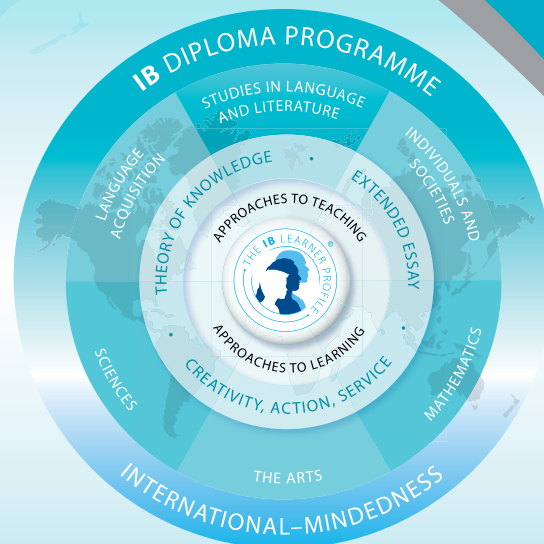 IB DIPLOMA PROGRAMME
STUDIES IN LANGUAGE
AND LITERATURE
LANGUAGE
ACQUISITION
INDIVIDUALS AND
SOCIETIES
THEORY OF KNOWLEDGE
EXTENDED ESSAY
APPROACHES TO TEACHING
THE IB LEARNER PROFILE
®
APPROACHES TO LEARNING
CREATIVITY, ACTION, SERVICE
SCIENCES
MATHEMATICS
THE ARTS
INTERNATIONAL–MINDEDNESS